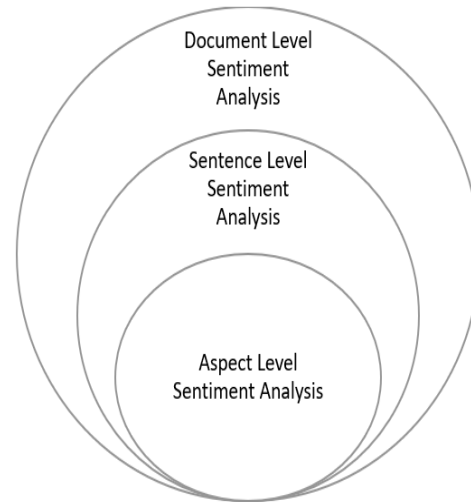 Document Level
Sentiment
Analysis
Sentence Level
Sentiment
Analysis
Aspect Level
Sentiment Analysis